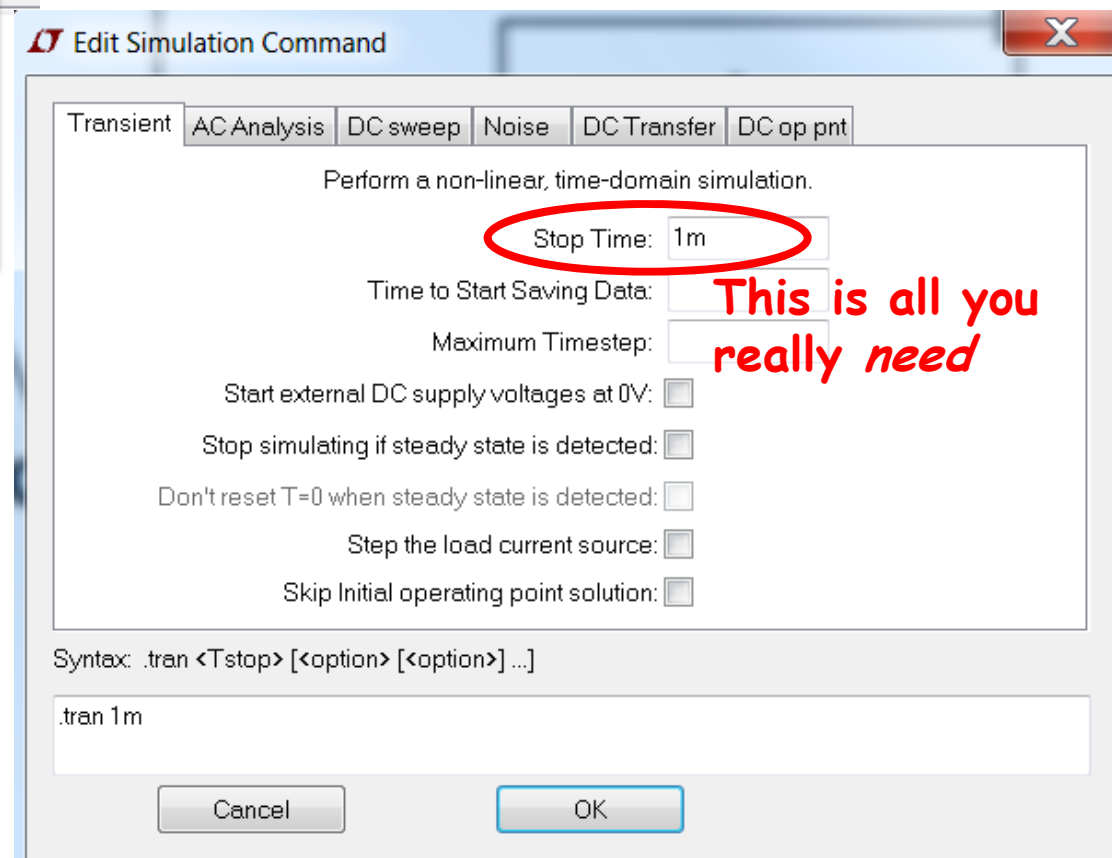 Edit Simulation Command
Transient AC Analysis DC sweep Noise DC Transfer DC op pnt
Perform a non-linear, time-domain simulation.
Stop Time: 1m
Time to Start Saving Data:
Maximum Timestep:
This is all you
really need
Start external DC supply voltages at 0V:
Stop simulating if steady state is detected:
Don't reset T=0 when steady state is detected:
Step the load current source:
Skip Initial operating point solution:
Syntax: .tran <Tstop> [<option> [<option>] ...]
.tran 1m
Cancel OK